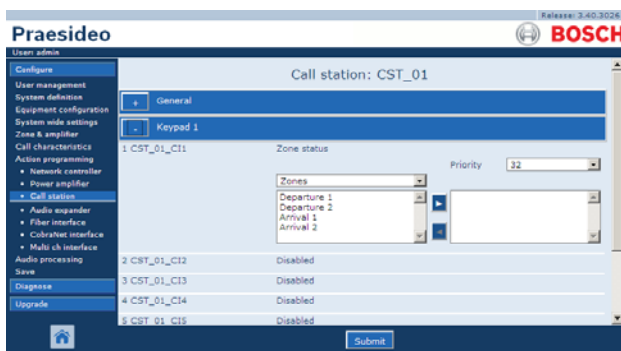 Release: 3.40.3026
Praesideo
BOSCH
User: admin
Configure
User management
System definition
Equipment configuration
System wide settings
Zone & amplifier
Call characteristics
Action programming
• Network controller
• Power amplifier
• Call station
• Audio expander
• Fiber interface
• CobraNet interface
• Multi ch interface
Audio processing
Save
Diagnose
Upgrade
Call station: CST_01
+ General
- Keypad 1
1 CST_01_CI1 Zone status
Priority 32
Zones
Departure 1
Departure 2
Arrival 1
Arrival 2
2 CST_01_CI2 Disabled
3 CST_01_CI3 Disabled
4 CST_01_CI4 Disabled
5 CST_01_CI5 Disabled
Submit